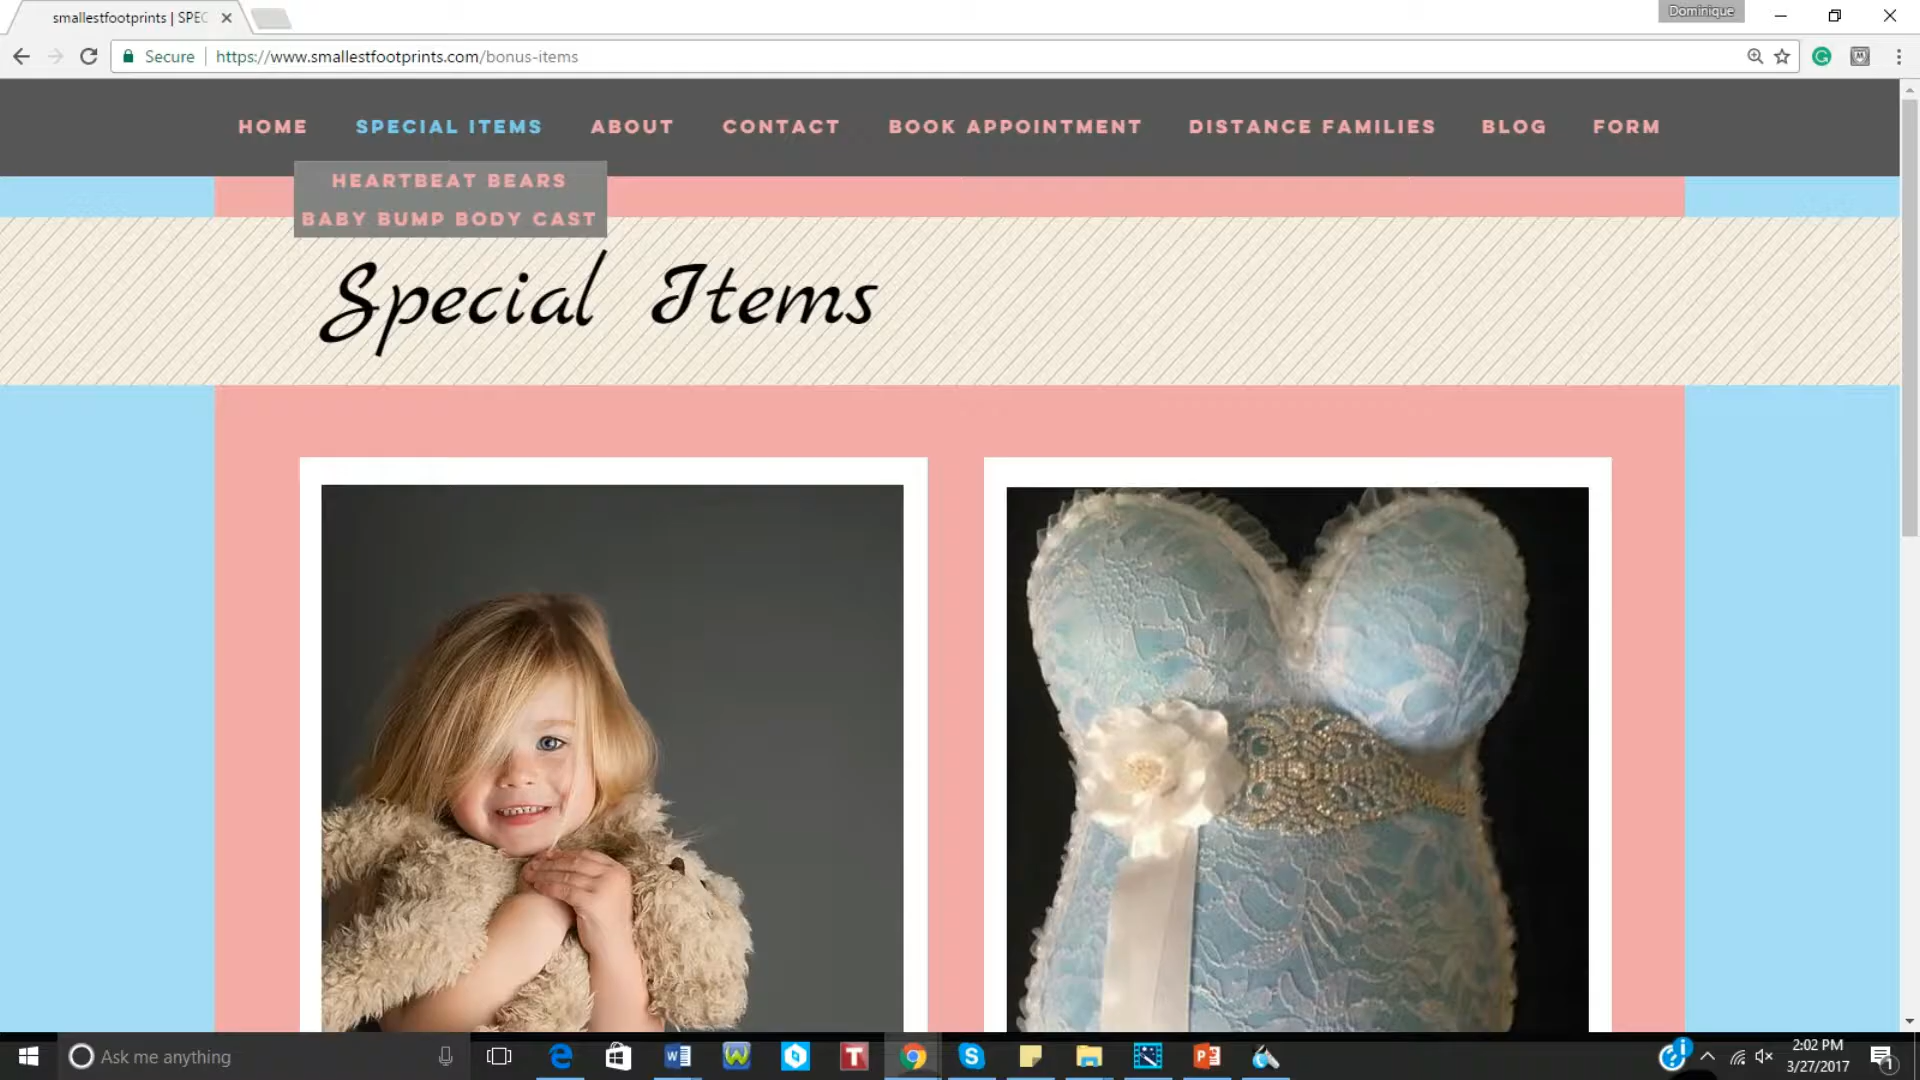 smallestfootprints | SPEC
Dominique
Secure
https://www.smallestfootprints.com/bonus-items
HOME SPECIAL ITEMS ABOUT CONTACT BOOK APPOINTMENT DISTANCE FAMILIES BLOG FORM
HEARTBEAT BEARS
BABY BUMP BODY CAST
Special Items
Ask me anything
2:02 PM
3/27/2017
1